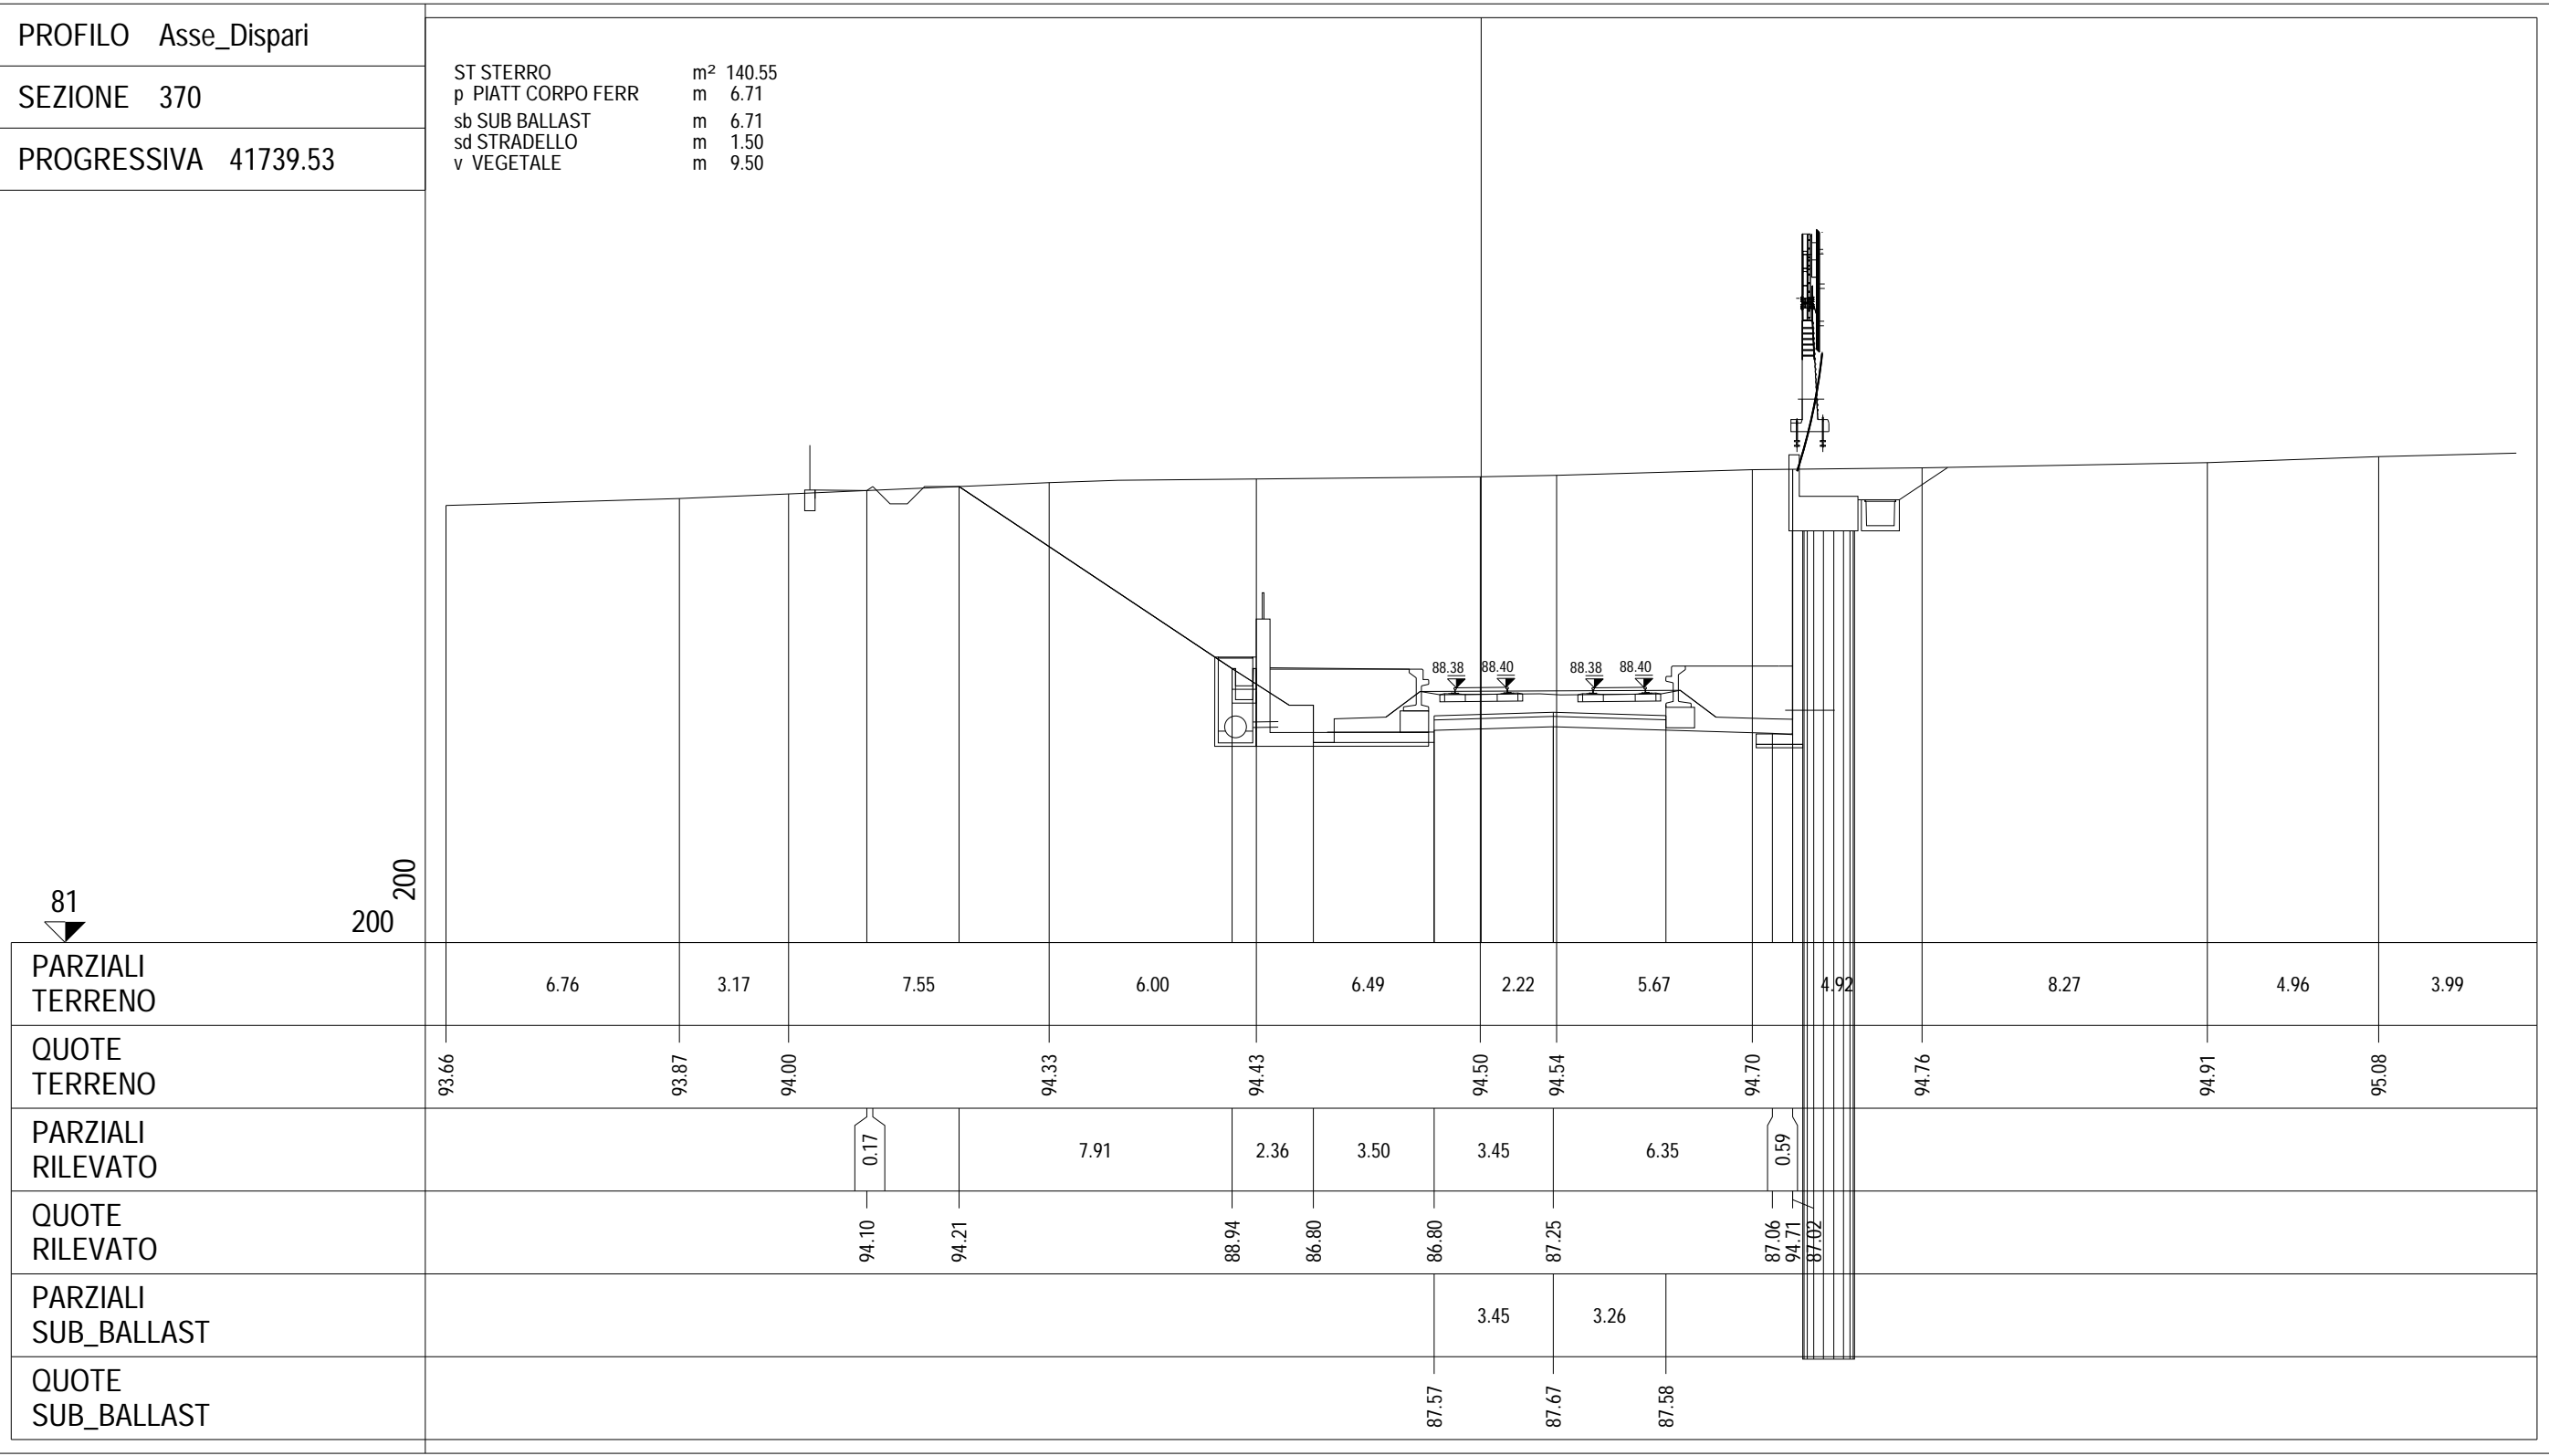 PROFILO Asse_Dispari
SEZIONE 370
PROGRESSIVA 41739.53
ST STERRO m² 140.55
p PIATT CORPO FERR m 6.71
sb SUB BALLAST m 6.71
sd STRADELLO m 1.50
v VEGETALE m 9.50
88.38 88.40 88.38 88.40
81
200
200
PARZIALI
TERRENO
6.76 3.17 7.55 6.00 6.49 2.22 5.67 4.92 8.27 4.96 3.99
QUOTE
TERRENO
93.66 93.87 94.00 94.33 94.43 94.50 94.54 94.70 94.76 94.91 95.08
PARZIALI
RILEVATO
0.17 7.91 2.36 3.50 3.45 6.35 0.59
QUOTE
RILEVATO
94.10 94.21 88.94 86.80 86.80 87.25 87.06 94.71 87.02
PARZIALI
SUB_BALLAST
3.45 3.26
QUOTE
SUB_BALLAST
87.57 87.67 87.58